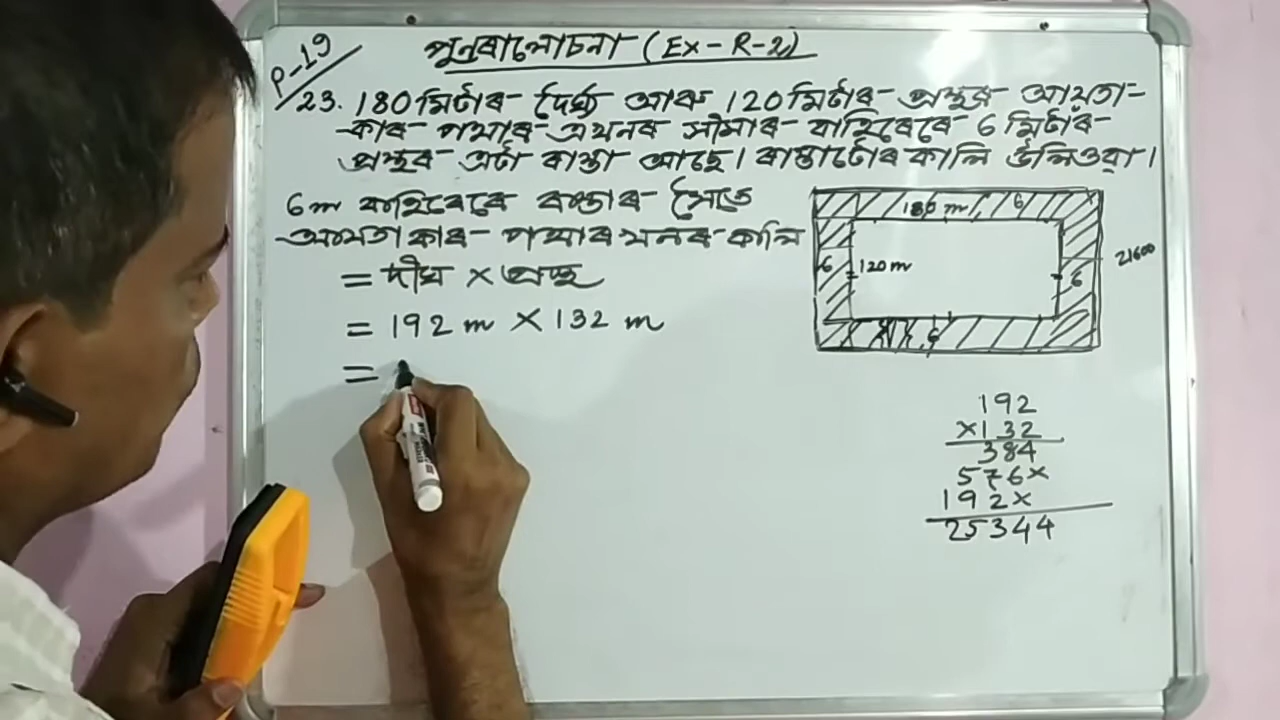 P-19
পুনৰালোচনা (Ex-R-2)
23. 180 মিটাৰ দৈৰ্ঘ্য আৰু 120 মিটাৰ প্ৰস্থৰ আয়তা-
কাৰ পথাৰ এখনৰ সীমাৰ বাহিৰেৰে 6 মিটাৰ
প্ৰস্থৰ এটা ৰাস্তা আছে। ৰাস্তাটোৰ কালি উলিওৱা।
6m বাহিৰেৰে ৰাস্তাৰ সৈতে
আয়তাকাৰ পথাৰখনৰ কালি
= দীঘ × প্ৰস্থ
= 192 m × 132 m
=
180 m 6
6 120 m 6
6
21600
192
×132
384
576×
192×
25344